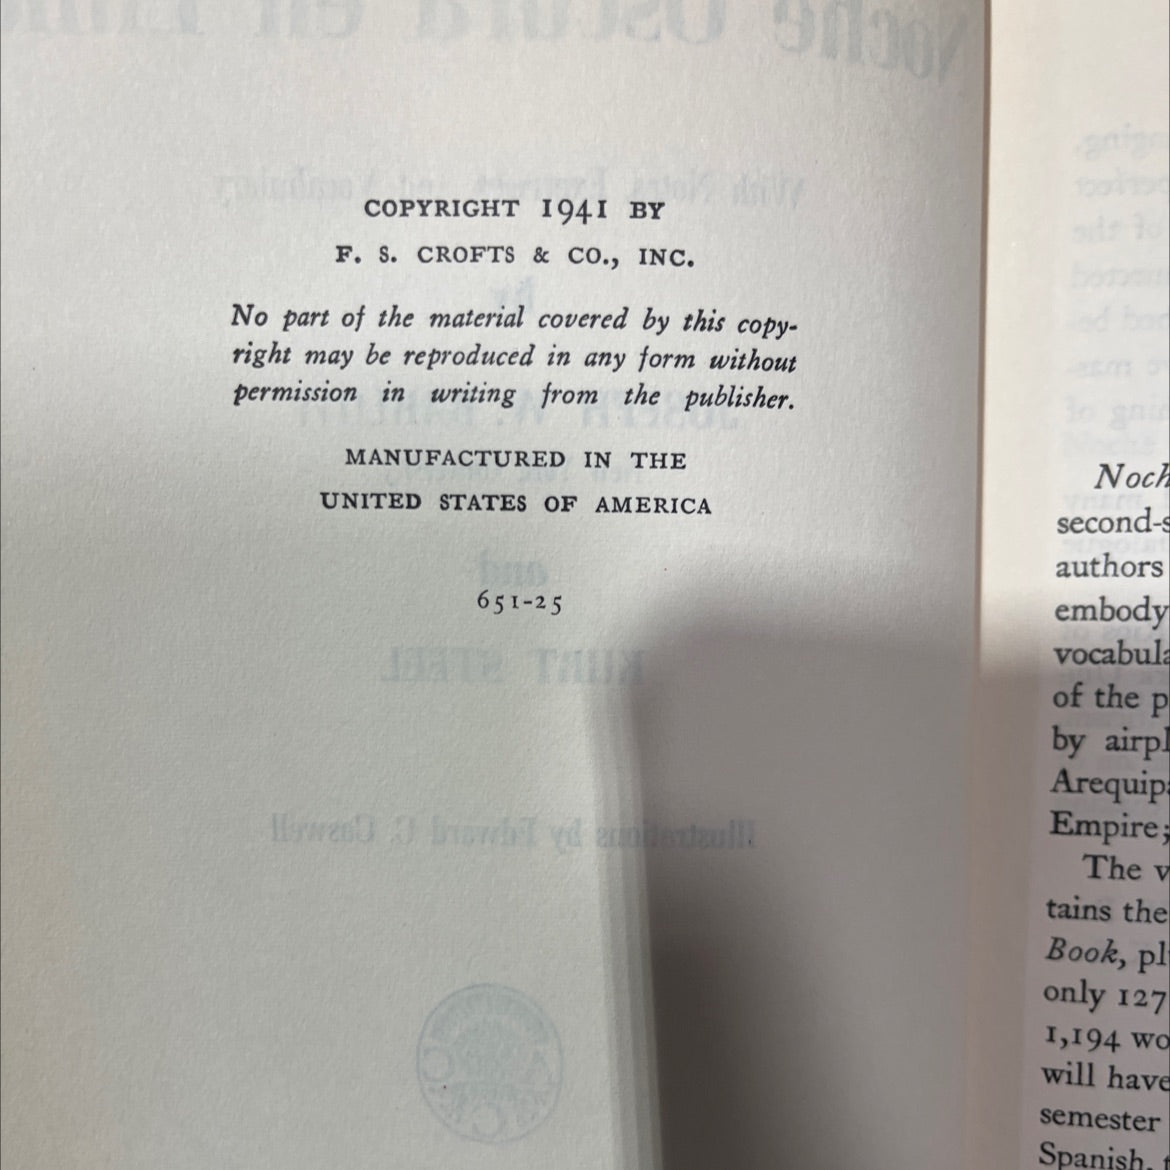 COPYRIGHT 1941 BY
F. S. CROFTS & CO., INC.
No part of the material covered by this copy-
right may be reproduced in any form without
permission in writing from the publisher.
MANUFACTURED IN THE
UNITED STATES OF AMERICA
651-25
Noch
second-s
authors
embody
vocabula
of the p
by airpl
Arequip
Empire;
The v
tains the
Book, pl
only 127
1,194 wo
will have
semester
Spanish,